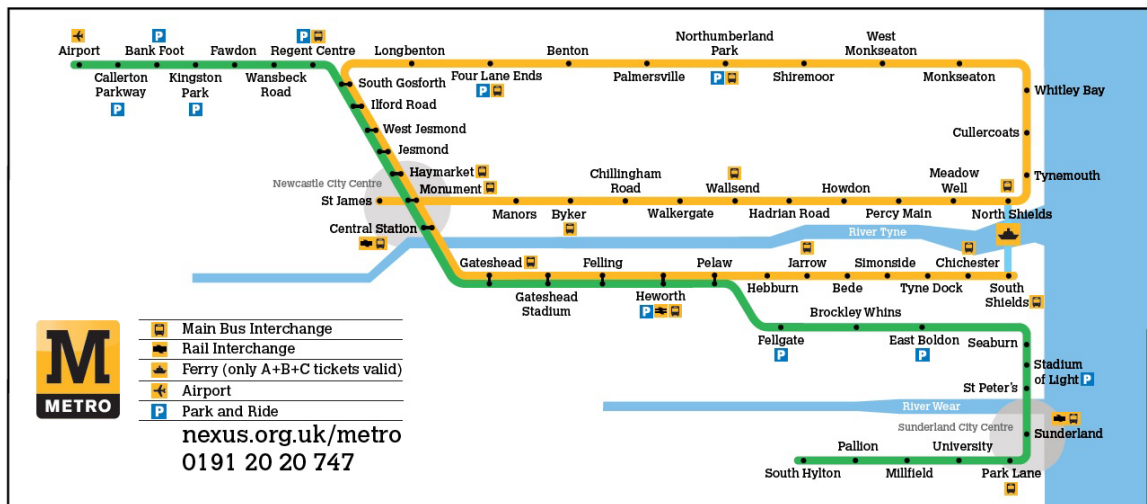 Airport
Bank Foot
Fawdon
Regent Centre
Callerton
Parkway
Kingston
Park
Wansbeck
Road
Longbenton
Benton
Northumberland
Park
West
Monkseaton
South Gosforth
Four Lane Ends
Palmersville
Shiremoor
Monkseaton
Ilford Road
West Jesmond
Jesmond
Haymarket
Monument
Newcastle City Centre
St James
Central Station
Whitley Bay
Cullercoats
Tynemouth
Chillingham
Road
Wallsend
Howdon
Meadow
Well
Manors
Byker
Walkergate
Hadrian Road
Percy Main
North Shields
River Tyne
Gateshead
Felling
Pelaw
Jarrow
Simonside
Chichester
Gateshead
Stadium
Heworth
Hebburn
Bede
Tyne Dock
South
Shields
Brockley Whins
Fellgate
East Boldon
Seaburn
Stadium
of Light
St Peter's
River Wear
Sunderland City Centre
Sunderland
Pallion
University
South Hylton
Millfield
Park Lane
M
METRO
Main Bus Interchange
Rail Interchange
Ferry (only A+B+C tickets valid)
Airport
P Park and Ride
nexus.org.uk/metro
0191 20 20 747